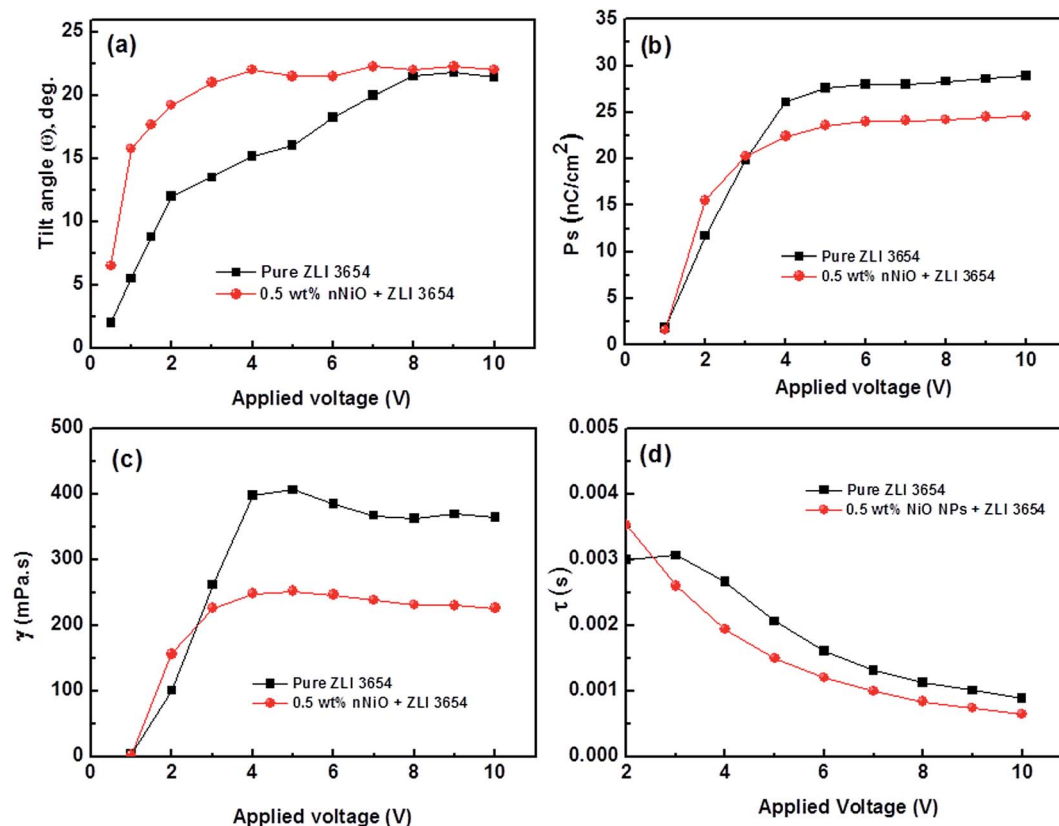 (a)
25
20
15
10
5
0
Tilt angle (Θ), deg.
Pure ZLI 3654
0.5 wt% nNiO + ZLI 3654
0 2 4 6 8 10
Applied voltage (V)
(b)
35
30
25
20
15
10
5
0
Ps (nC/cm²)
Pure ZLI 3654
0.5 wt% nNiO + ZLI 3654
0 2 4 6 8 10
Applied voltage (V)
(c)
500
400
300
200
100
0
γ (mPa.s)
Pure ZLI 3654
0.5 wt% nNiO + ZLI 3654
0 2 4 6 8 10
Applied voltage (V)
(d)
0.005
0.004
0.003
0.002
0.001
0.000
τ (s)
Pure ZLI 3654
0.5 wt% NiO NPs + ZLI 3654
2 4 6 8 10
Applied Voltage (V)